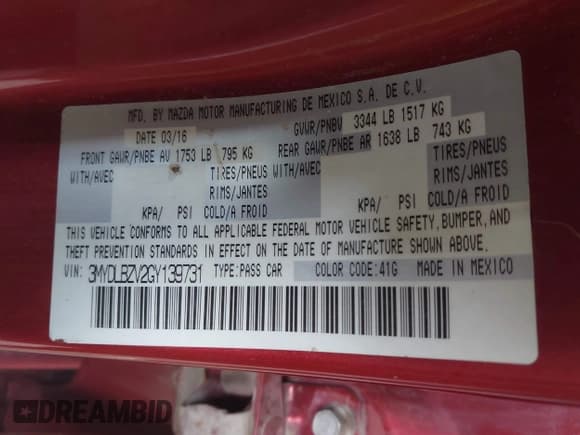 MFD. BY MAZDA MOTOR MANUFACTURING DE MEXICO S.A. DE C.V.
DATE 03/16 GVWR/PNBV 3344 LB 1517 KG
FRONT GAWR/PNBE AV 1753 LB 795 KG REAR GAWR/PNBE AR 1638 LB 743 KG
WITH/AVEC TIRES/PNEUS WITH/AVEC TIRES/PNEUS
RIMS/JANTES RIMS/JANTES
KPA/ PSI COLD/A FROID KPA/ PSI COLD/A FROID
THIS VEHICLE CONFORMS TO ALL APPLICABLE FEDERAL MOTOR VEHICLE SAFETY, BUMPER, AND
THEFT PREVENTION STANDARDS IN EFFECT ON THE DATE OF MANUFACTURE SHOWN ABOVE.
VIN: 3MYDLBZV2GY139731 TYPE:PASS CAR COLOR CODE:41G MADE IN MEXICO
DREAMBID